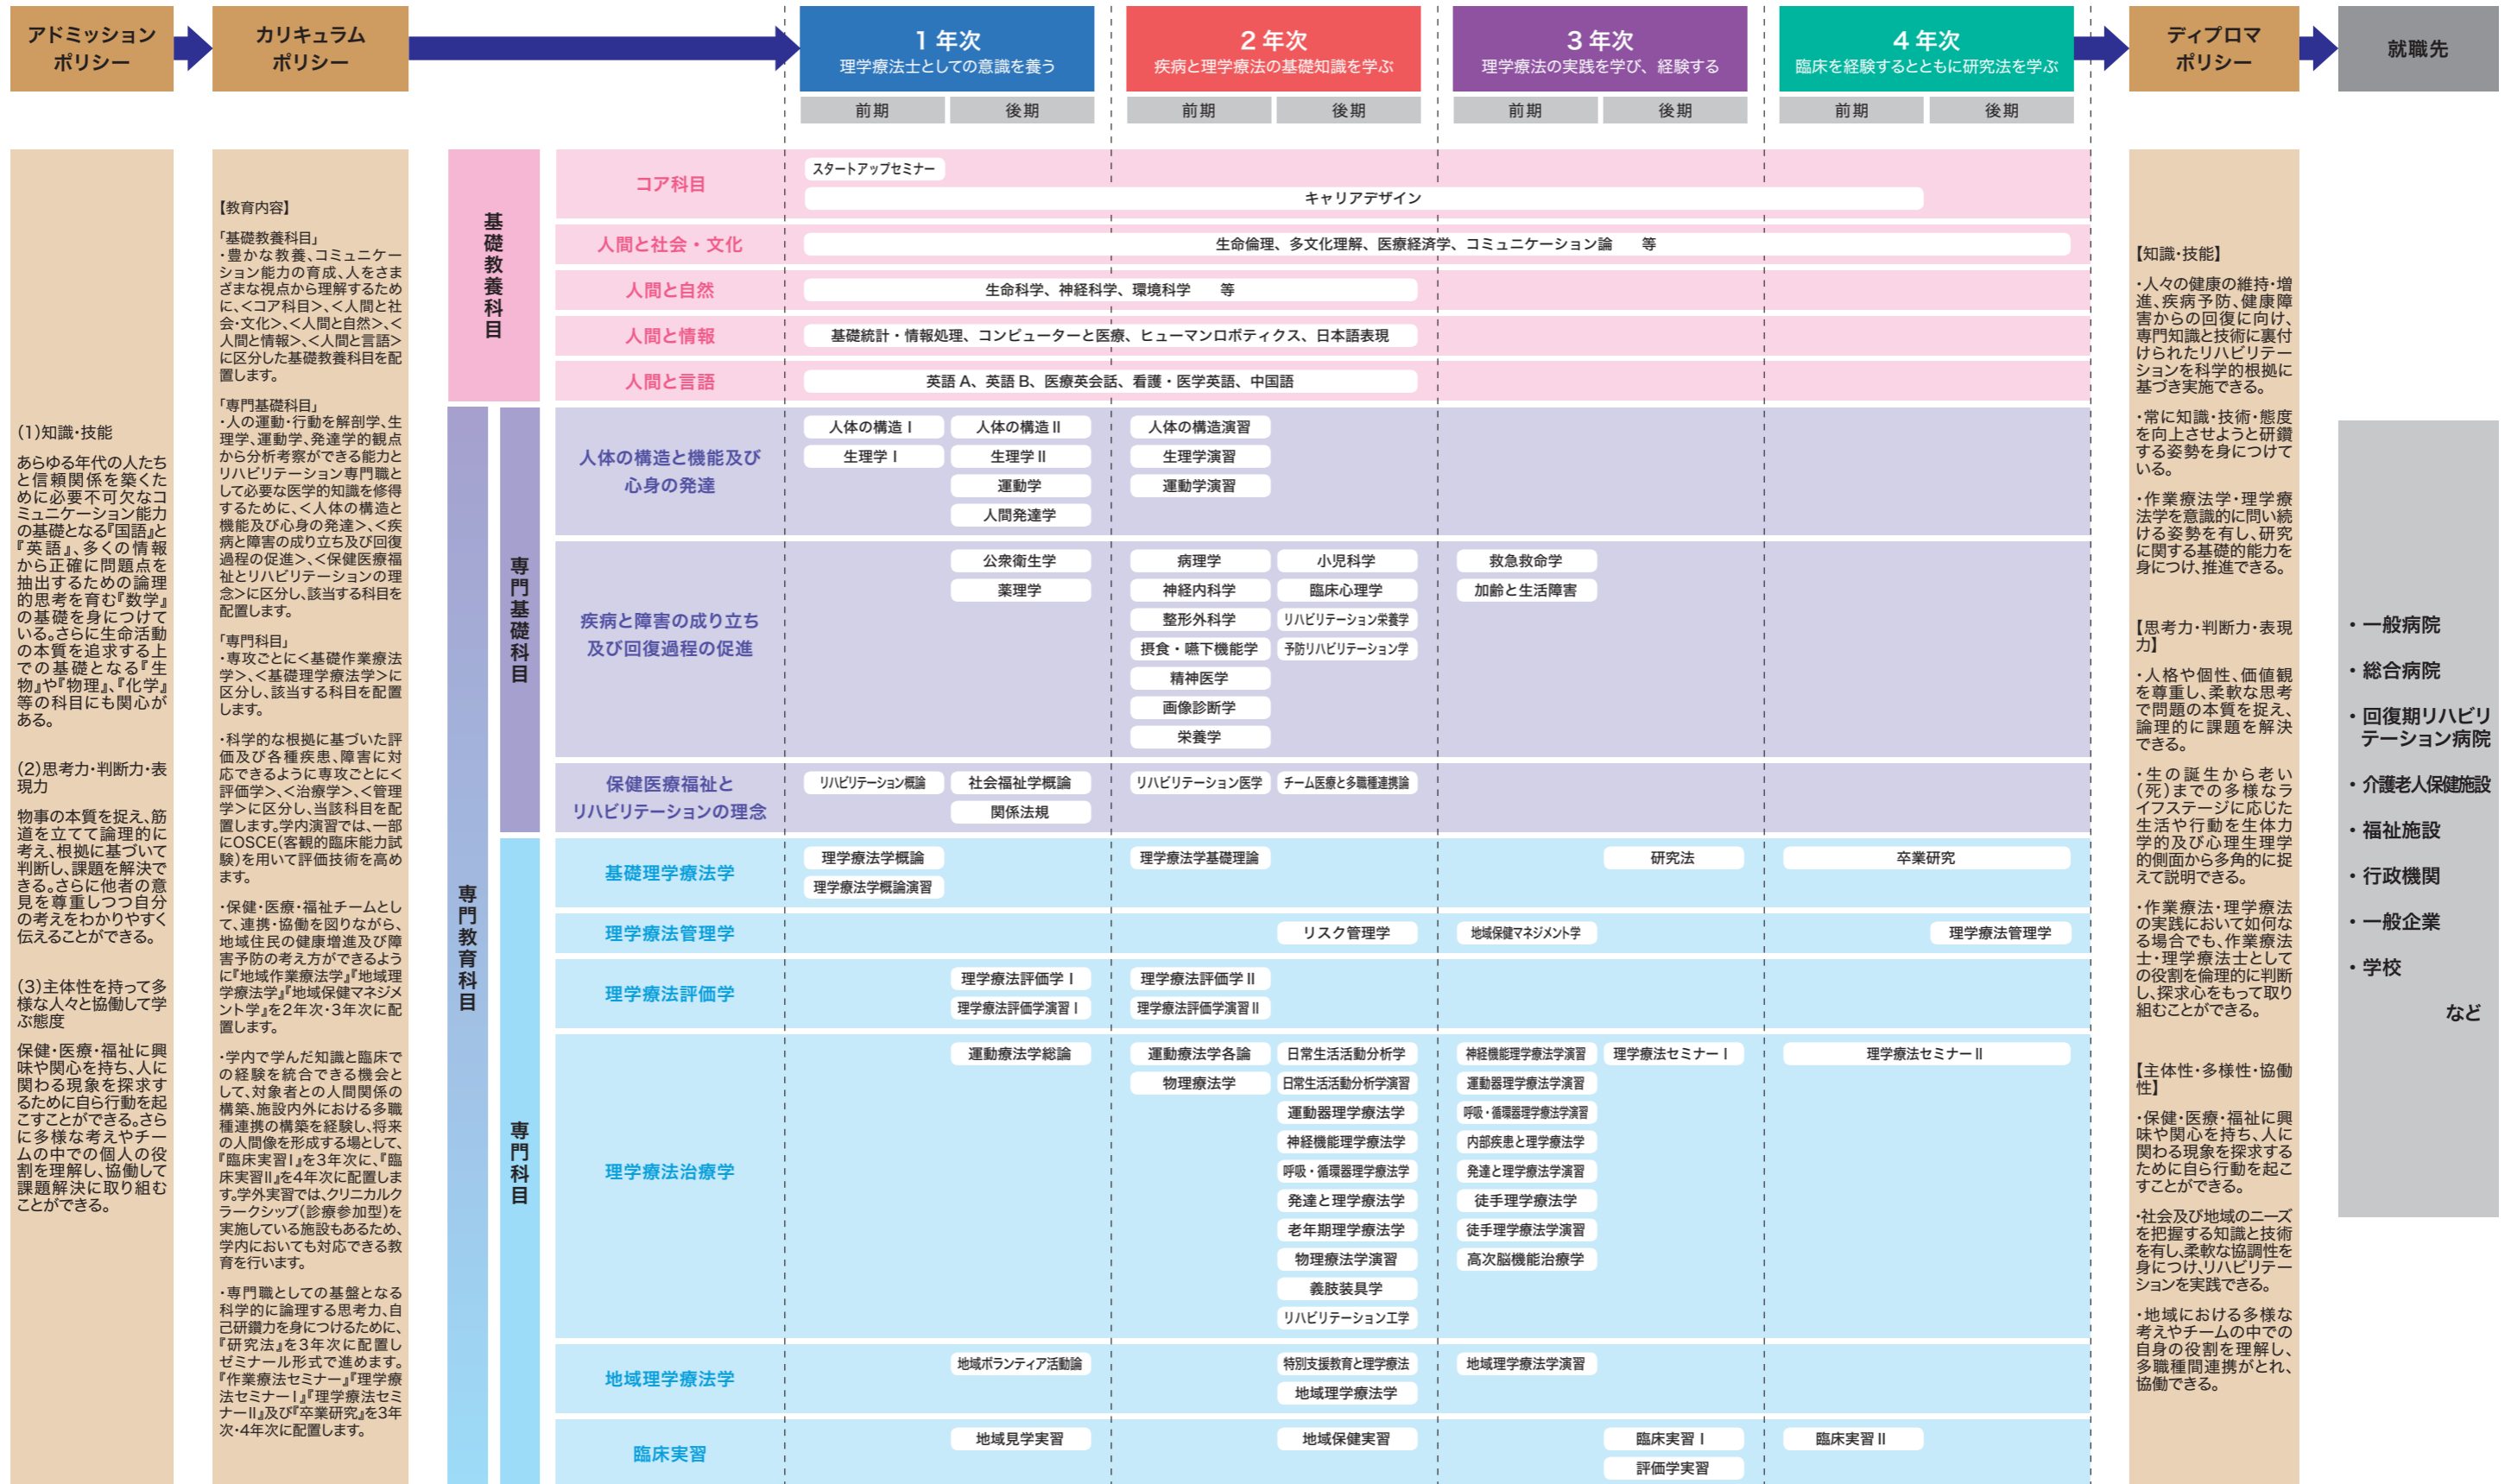 アドミッション
ポリシー
カリキュラム
ポリシー
1 年次
理学療法士としての意識を養う
2 年次
疾病と理学療法の基礎知識を学ぶ
3 年次
理学療法の実践を学び、経験する
4 年次
臨床を経験するとともに研究法を学ぶ
ディプロマ
ポリシー
就職先
前期
後期
前期
後期
前期
後期
前期
後期
(1)知識・技能
あらゆる年代の人たち
と信頼関係を築くた
めに必要不可欠なコ
ミュニケーション能力
の基礎となる『国語』と
『英語』、多くの情報
から正確に問題点を
抽出するための論理
的思考を育む『数学』
の基礎を身につけて
いる。さらに生命活動
の本質を追求する上
での基礎となる『生
物』や『物理』、『化学』
等の科目にも関心が
ある。
(2)思考力・判断力・表
現力
物事の本質を捉え、筋
道を立てて論理的に
考え、根拠に基づいて
判断し、課題を解決で
きる。さらに他者の意
見を尊重しつつ自分
の考えをわかりやすく
伝えることができる。
(3)主体性を持って多
様な人々と協働して学
ぶ態度
保健・医療・福祉に興
味や関心を持ち、人に
関わる現象を探求す
るために自ら行動を起
こすことができる。さら
に多様な考えやチー
ムの中での個人の役
割を理解し、協働して
課題解決に取り組む
ことができる。
【教育内容】
「基礎教養科目」
・豊かな教養、コミュニケー
ション能力の育成、人をさま
ざまな視点から理解するため
に、<コア科目>、<人間と社
会・文化>、<人間と自然>、<
人間と情報>、<人間と言語>
に区分した基礎教養科目を配
置します。
「専門基礎科目」
・人の運動・行動を解剖学、生
理学、運動学、発達学的観点
から分析考察ができる能力と
リハビリテーション専門職と
して必要な医学的知識を修得
するために、<人体の構造と
機能及び心身の発達>、<疾
病と障害の成り立ち及び回復
過程の促進>、<保健医療福
祉とリハビリテーションの理
念>に区分し、該当する科目を
配置します。
「専門科目」
・専攻ごとに<基礎作業療法
学>、<基礎理学療法学>に
区分し、該当する科目を配置
します。
・科学的な根拠に基づいた評
価及び各種疾患、障害に対
応できるように専攻ごとに<
評価学>、<治療学>、<管理
学>に区分し、当該科目を配
置します。学内演習では、一部
にOSCE(客観的臨床能力試
験)を用いて評価技術を高め
ます。
・保健・医療・福祉チームとし
て、連携・協働を図りながら、
地域住民の健康増進及び障
害予防の考え方ができるよう
に『地域作業療法学』『地域理
学療法学』『地域保健マネジメ
ント学』を2年次・3年次に配
置します。
・学内で学んだ知識と臨床で
の経験を統合できる機会と
して、対象者との人間関係の
構築、施設内外における多職
種連携の構築を経験し、将来
の人間像を形成する場として、
『臨床実習Ⅰ』を3年次に、『臨
床実習Ⅱ』を4年次に配置しま
す。学外実習では、クリニカルク
ラークシップ(診療参加型)を
実施している施設もあるため、
学内においても対応できる教
育を行います。
・専門職としての基盤となる
科学的に論理する思考力、自
己研鑽力を身につけるために、
『研究法』を3年次に配置し
ゼミナール形式で進めます。
『作業療法セミナー』『理学療
法セミナーⅠ』『理学療法セミ
ナーⅡ』及び『卒業研究』を3年
次・4年次に配置します。
基礎教養科目
コア科目
スタートアップセミナー
キャリアデザイン
人間と社会・文化
生命倫理、多文化理解、医療経済学、コミュニケーション論　等
人間と自然
生命科学、神経科学、環境科学　等
人間と情報
基礎統計・情報処理、コンピューターと医療、ヒューマンロボティクス、日本語表現
人間と言語
英語 A、英語 B、医療英会話、看護・医学英語、中国語
専門教育科目
専門基礎科目
人体の構造と機能及び
心身の発達
人体の構造Ⅰ
人体の構造Ⅱ
人体の構造演習
生理学Ⅰ
生理学Ⅱ
生理学演習
運動学
運動学演習
人間発達学
疾病と障害の成り立ち
及び回復過程の促進
公衆衛生学
病理学
小児科学
救急救命学
薬理学
神経内科学
臨床心理学
加齢と生活障害
整形外科学
リハビリテーション栄養学
摂食・嚥下機能学
予防リハビリテーション学
精神医学
画像診断学
栄養学
保健医療福祉と
リハビリテーションの理念
リハビリテーション概論
社会福祉学概論
リハビリテーション医学
チーム医療と多職種連携論
関係法規
専門科目
基礎理学療法学
理学療法学概論
理学療法学基礎理論
研究法
卒業研究
理学療法学概論演習
理学療法管理学
リスク管理学
地域保健マネジメント学
理学療法管理学
理学療法評価学
理学療法評価学Ⅰ
理学療法評価学Ⅱ
理学療法評価学演習Ⅰ
理学療法評価学演習Ⅱ
理学療法治療学
運動療法学総論
運動療法学各論
日常生活活動分析学
神経機能理学療法学演習
理学療法セミナーⅠ
理学療法セミナーⅡ
物理療法学
日常生活活動分析学演習
運動器理学療法学演習
運動器理学療法学
呼吸・循環器理学療法学演習
神経機能理学療法学
内部疾患と理学療法学
呼吸・循環器理学療法学
発達と理学療法学演習
発達と理学療法学
徒手理学療法学
老年期理学療法学
徒手理学療法学演習
物理療法学演習
高次脳機能治療学
義肢装具学
リハビリテーション工学
地域理学療法学
地域ボランティア活動論
特別支援教育と理学療法
地域理学療法学演習
地域理学療法学
臨床実習
地域見学実習
地域保健実習
臨床実習Ⅰ
臨床実習Ⅱ
評価学実習
【知識・技能】
・人々の健康の維持・増
進、疾病予防、健康障
害からの回復に向け、
専門知識と技術に裏付
けられたリハビリテー
ションを科学的根拠に
基づき実施できる。
・常に知識・技術・態度
を向上させようと研鑽
する姿勢を身につけて
いる。
・作業療法学・理学療
法学を意識的に問い続
ける姿勢を有し、研究
に関する基礎的能力を
身につけ、推進できる。
【思考力・判断力・表現
力】
・人格や個性、価値観
を尊重し、柔軟な思考
で問題の本質を捉え、
論理的に課題を解決
できる。
・生の誕生から老い
(死)までの多様なラ
イフステージに応じた
生活や行動を生体力
学的及び心理生理学
的側面から多角的に捉
えて説明できる。
・作業療法・理学療法
の実践において如何な
る場合でも、作業療法
士・理学療法士として
の役割を倫理的に判断
し、探求心をもって取り
組むことができる。
【主体性・多様性・協働
性】
・保健・医療・福祉に興
味や関心を持ち、人に
関わる現象を探求する
ために自ら行動を起こ
すことができる。
・社会及び地域のニーズ
を把握する知識と技術
を有し、柔軟な協調性を
身につけ、リハビリテー
ションを実践できる。
・地域における多様な
考えやチームの中での
自身の役割を理解し、
多職種間連携がとれ、
協働できる。
・一般病院
・総合病院
・回復期リハビリ
テーション病院
・介護老人保健施設
・福祉施設
・行政機関
・一般企業
・学校
など